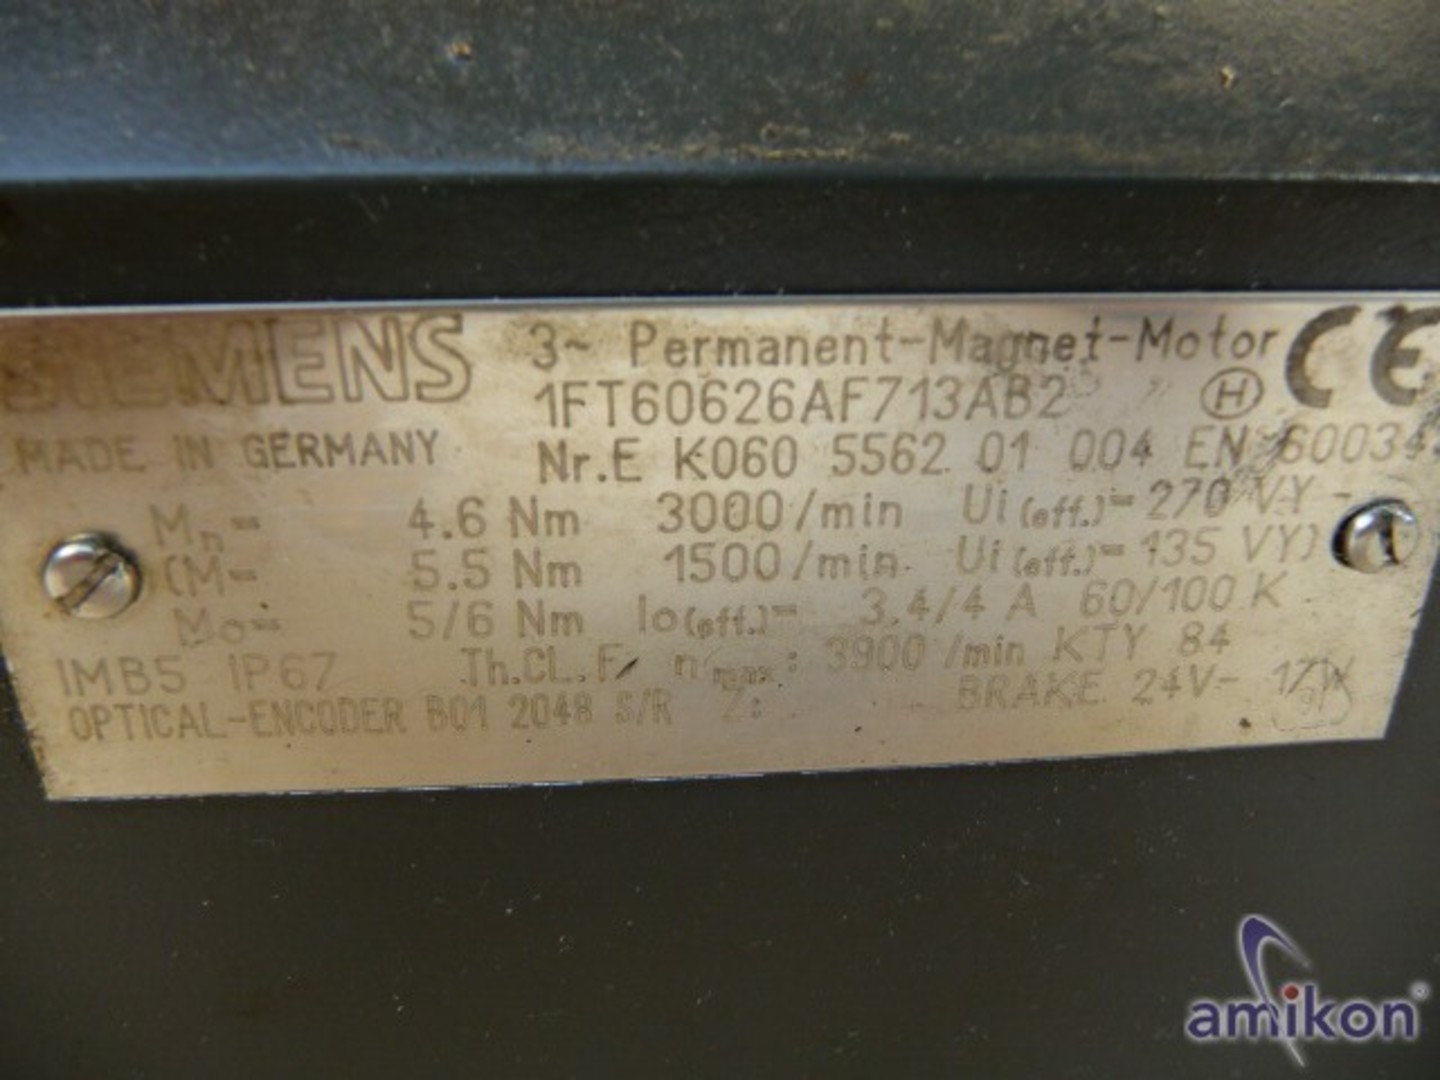 SIEMENS 3~ Permanent-Magnet-Motor CE
1FT60626AF713AB2 H
MADE IN GERMANY Nr.E K060 5562 01 004 EN 60034
Mn= 4.6 Nm 3000/min Ui(eff.)= 270 VY
(M= 5.5 Nm 1500/min Ui(eff.)= 135 VY)
Mo= 5/6 Nm Io(eff.)= 3.4/4 A 60/100 K
IMB5 IP67 Th.CL.F nmax: 3900 /min KTY 84
OPTICAL-ENCODER B01 2048 S/R Z: BRAKE 24V- 17W
amikon®